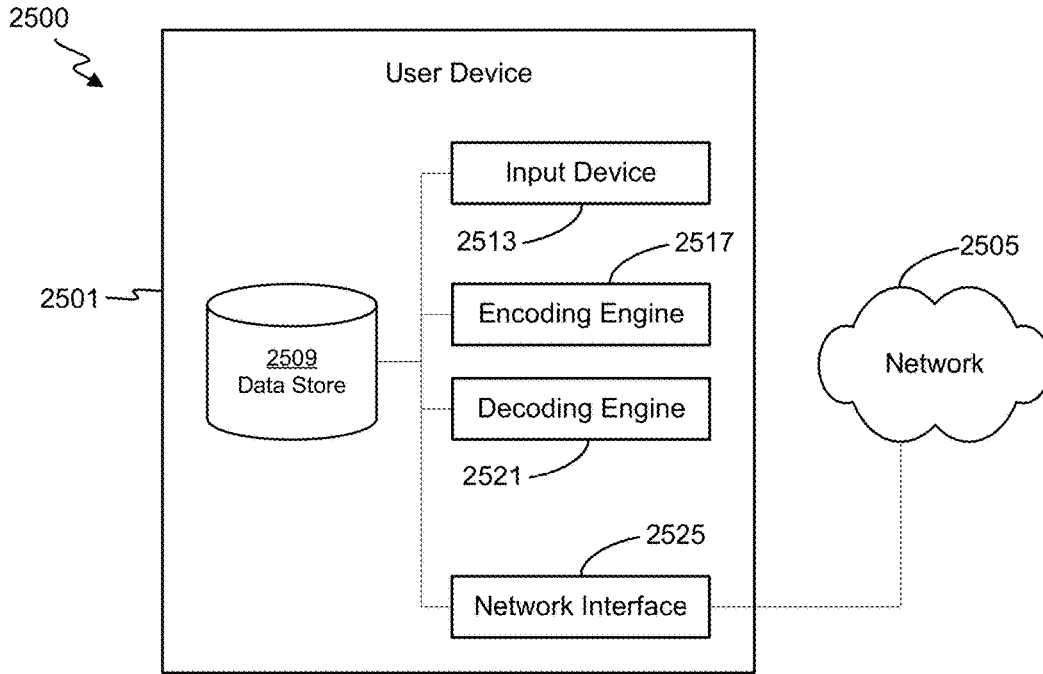 2500
User Device
Input Device
2513
2517
2505
2501
Encoding Engine
2509
Data Store
Network
Decoding Engine
2521
2525
Network Interface